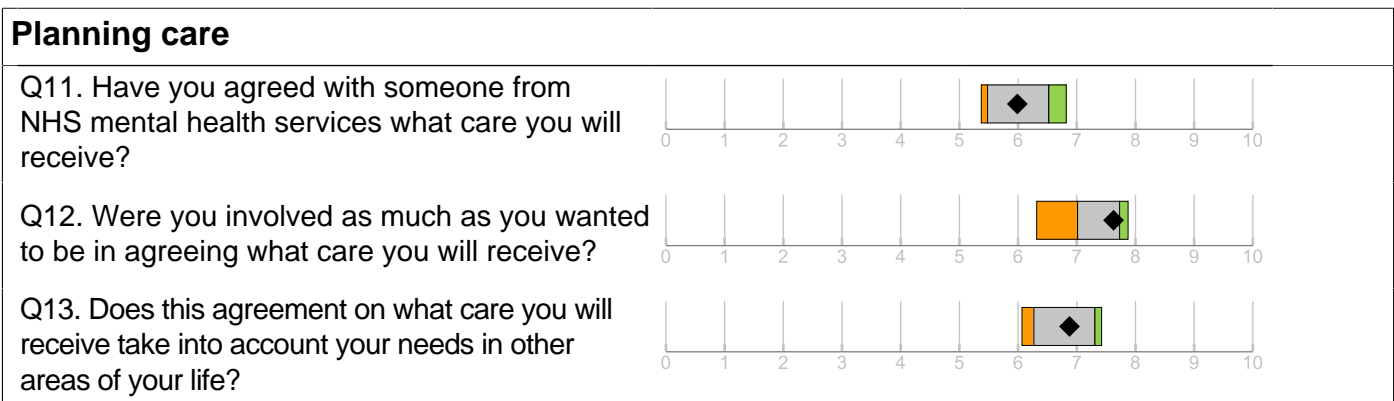 Planning care
Q11. Have you agreed with someone from
NHS mental health services what care you will
receive?
0 1 2 3 4 5 6 7 8 9 10
Q12. Were you involved as much as you wanted
to be in agreeing what care you will receive?
0 1 2 3 4 5 6 7 8 9 10
Q13. Does this agreement on what care you will
receive take into account your needs in other
areas of your life?
0 1 2 3 4 5 6 7 8 9 10